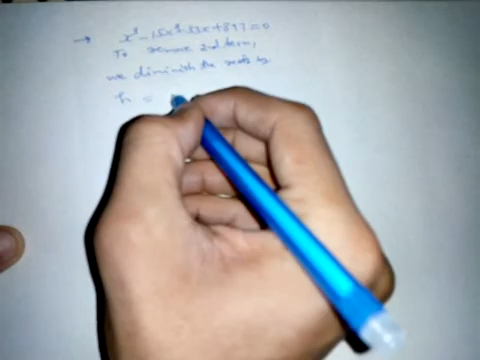 → x³ - 15x² - 33x + 847 = 0
To remove 2nd term,
we diminish the roots by
h =